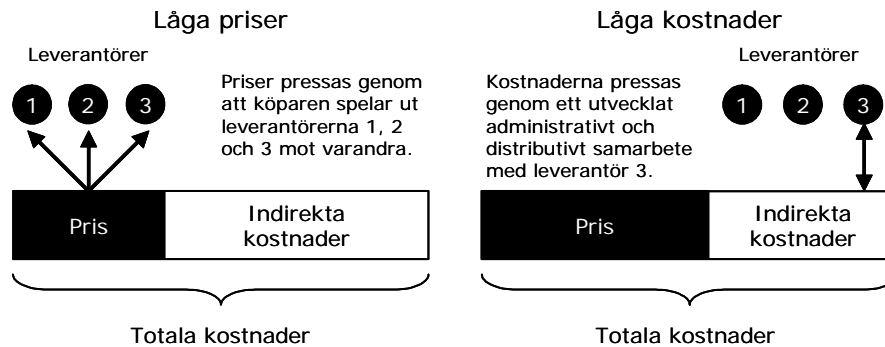 Låga priser
Leverantörer
1 2 3
Priser pressas genom
att köparen spelar ut
leverantörerna 1, 2
och 3 mot varandra.
Pris
Indirekta
kostnader
Totala kostnader
Låga kostnader
Leverantörer
Kostnaderna pressas
genom ett utvecklat
administrativt och
distributivt samarbete
med leverantör 3.
1 2 3
Pris
Indirekta
kostnader
Totala kostnader